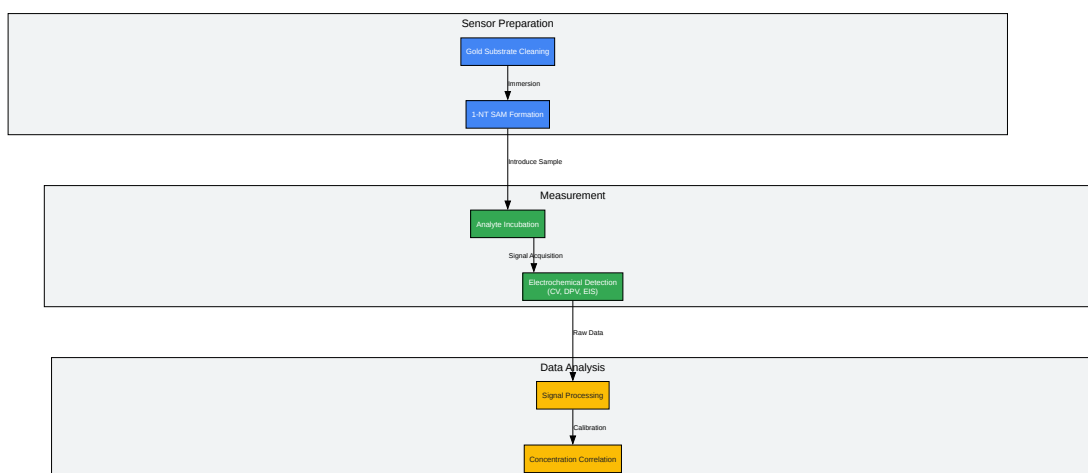 Sensor Preparation
Gold Substrate Cleaning
Immersion
1-NT SAM Formation
Introduce Sample
Measurement
Analyte Incubation
Signal Acquisition
Electrochemical Detection
(CV, DPV, EIS)
Raw Data
Data Analysis
Signal Processing
Calibration
Concentration Correlation